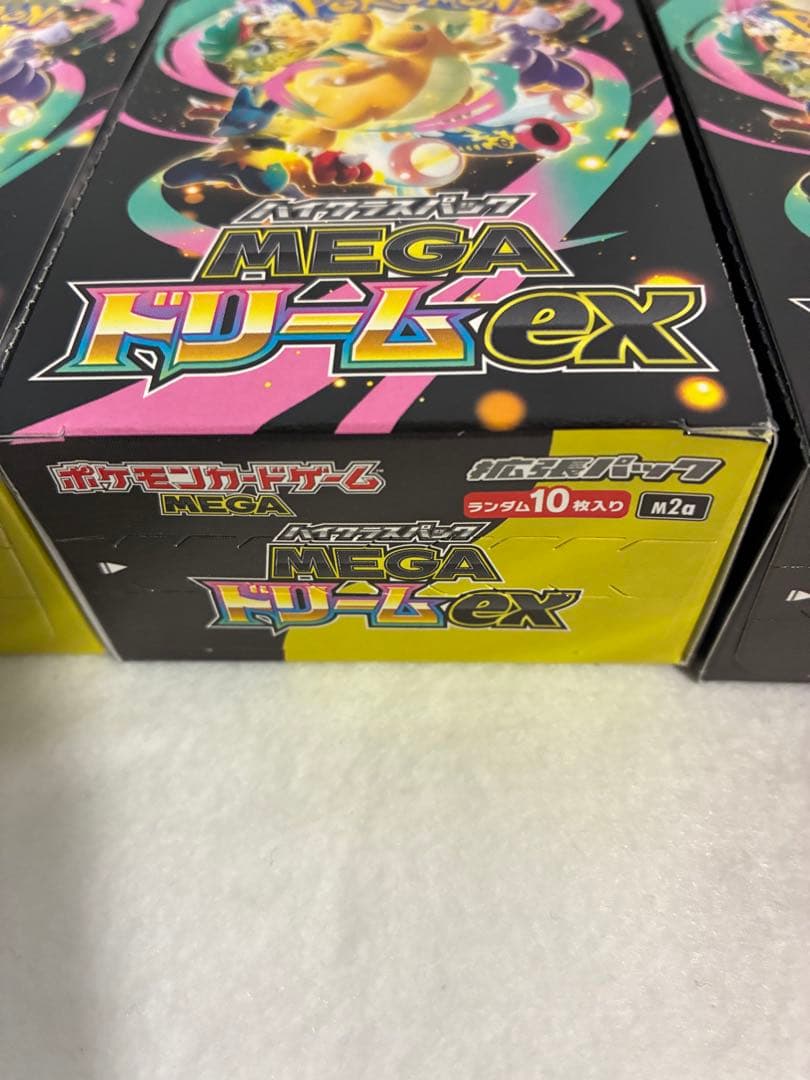 POKÉMON
ハイクラスパック
MEGA
ドリームex
ポケモンカードゲーム
MEGA
拡張パック
ランダム10枚入り
M2a
ハイクラスパック
MEGA
ドリームex